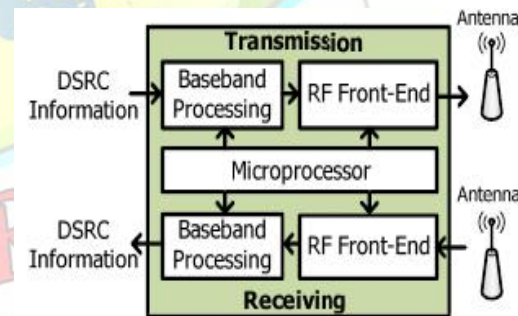 Transmission
Antenna
DSRC
Information
Baseband
Processing
RF Front-End
Microprocessor
Antenna
DSRC
Information
Baseband
Processing
RF Front-End
Receiving